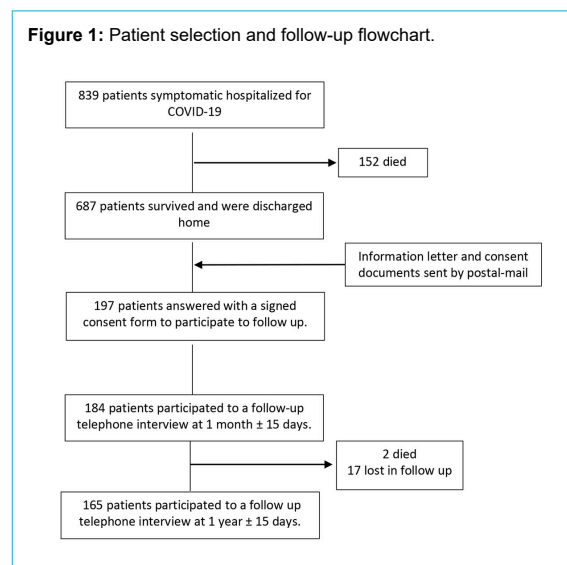 Figure 1: Patient selection and follow-up flowchart.
839 patients symptomatic hospitalized for
COVID-19
152 died
687 patients survived and were discharged
home
Information letter and consent
documents sent by postal-mail
197 patients answered with a signed
consent form to participate to follow up.
184 patients participated to a follow-up
telephone interview at 1 month ± 15 days.
2 died
17 lost in follow up
165 patients participated to a follow up
telephone interview at 1 year ± 15 days.